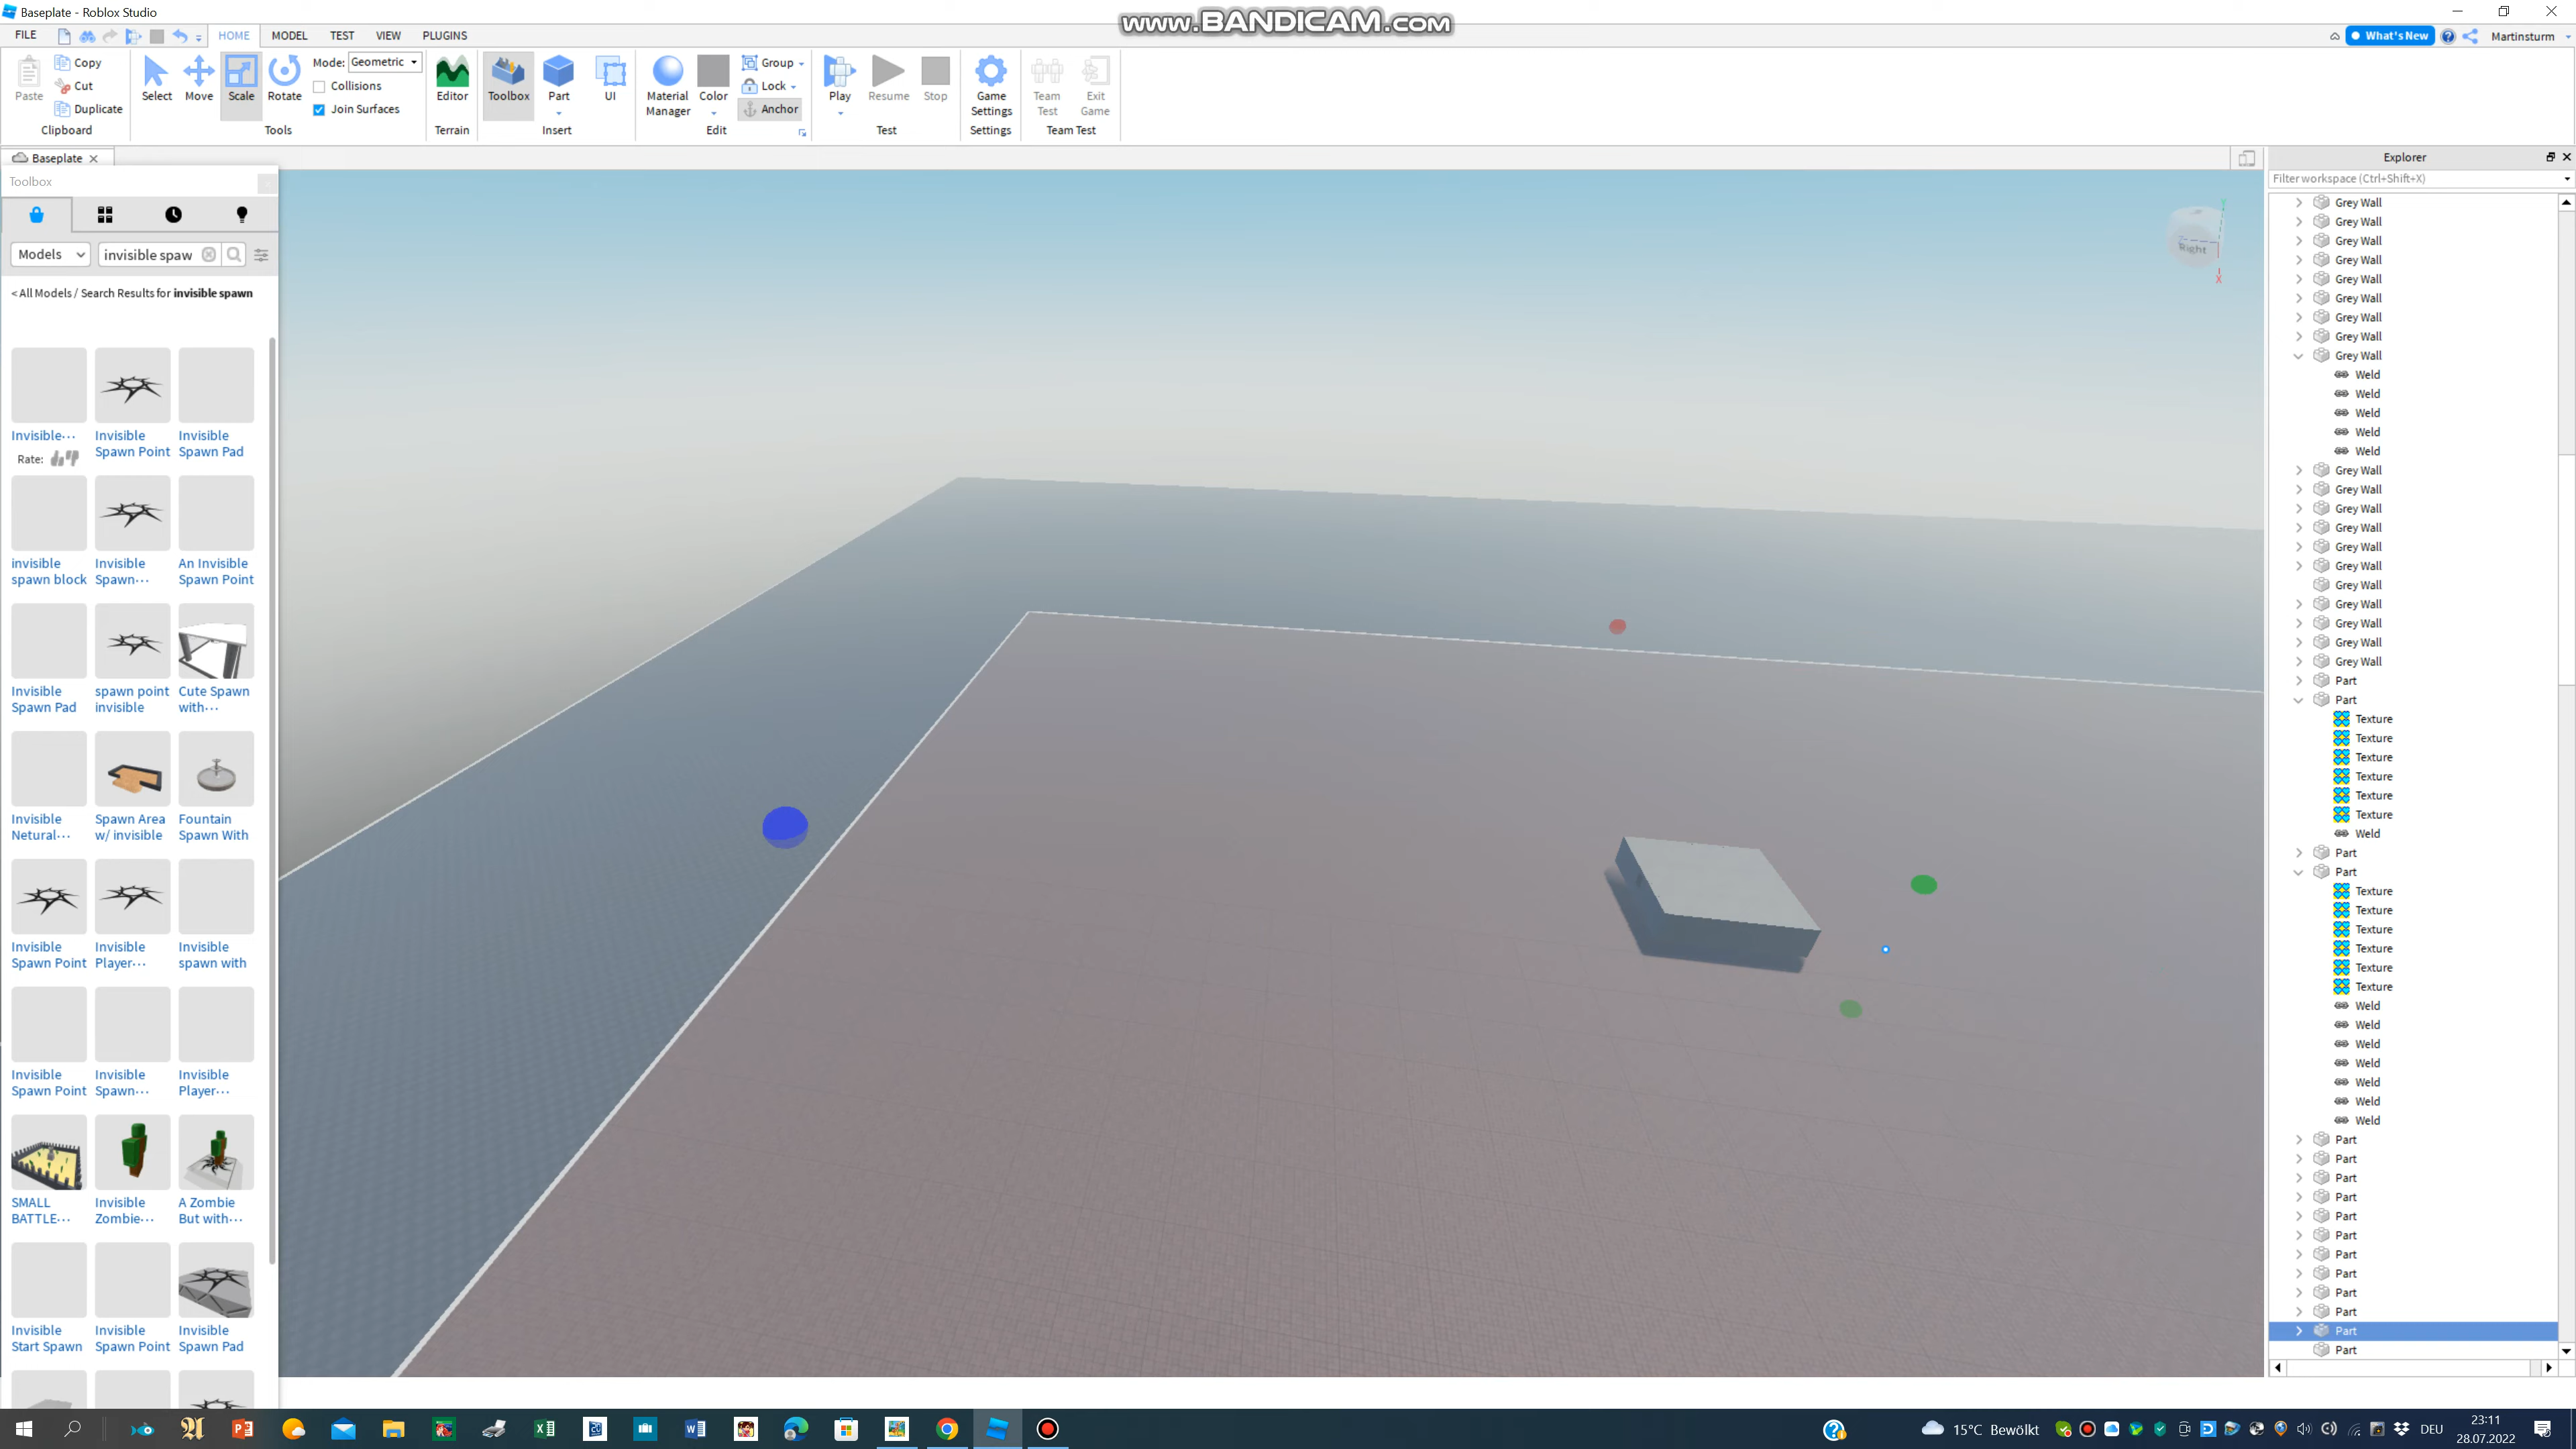 Baseplate - Roblox Studio
www.BANDICAM.com
FILE HOME MODEL TEST VIEW PLUGINS
What's New
Martinsturm
Paste Copy Cut Duplicate
Clipboard
Select Move Scale Rotate
Mode: Geometric
Collisions
Join Surfaces
Tools
Editor
Terrain
Toolbox Part UI
Insert
Material Manager Color Group Lock Anchor
Edit
Play Resume Stop
Test
Game Settings
Settings
Team Test Exit Game
Team Test
Baseplate
Toolbox
Models
invisible spaw
< All Models / Search Results for invisible spawn
Invisible···
Rate:
Invisible Spawn Point
Invisible Spawn Pad
invisible spawn block
Invisible Spawn···
An Invisible Spawn Point
Invisible Spawn Pad
spawn point invisible
Cute Spawn with···
Invisible Netural···
Spawn Area w/ invisible
Fountain Spawn With
Invisible Spawn Point
Invisible Player···
Invisible spawn with
Invisible Spawn Point
Invisible Spawn···
Invisible Player···
SMALL BATTLE···
Invisible Zombie···
A Zombie But with···
Invisible Start Spawn
Invisible Spawn Point
Invisible Spawn Pad
Right
X
Explorer
Filter workspace (Ctrl+Shift+X)
Grey Wall
Grey Wall
Grey Wall
Grey Wall
Grey Wall
Grey Wall
Grey Wall
Grey Wall
Grey Wall
Weld
Weld
Weld
Weld
Weld
Grey Wall
Grey Wall
Grey Wall
Grey Wall
Grey Wall
Grey Wall
Grey Wall
Grey Wall
Grey Wall
Grey Wall
Grey Wall
Part
Part
Texture
Texture
Texture
Texture
Texture
Texture
Weld
Part
Part
Texture
Texture
Texture
Texture
Texture
Texture
Weld
Weld
Weld
Weld
Weld
Weld
Weld
Part
Part
Part
Part
Part
Part
Part
Part
Part
Part
Part
Part
15°C Bewölkt
DEU
23:11
28.07.2022